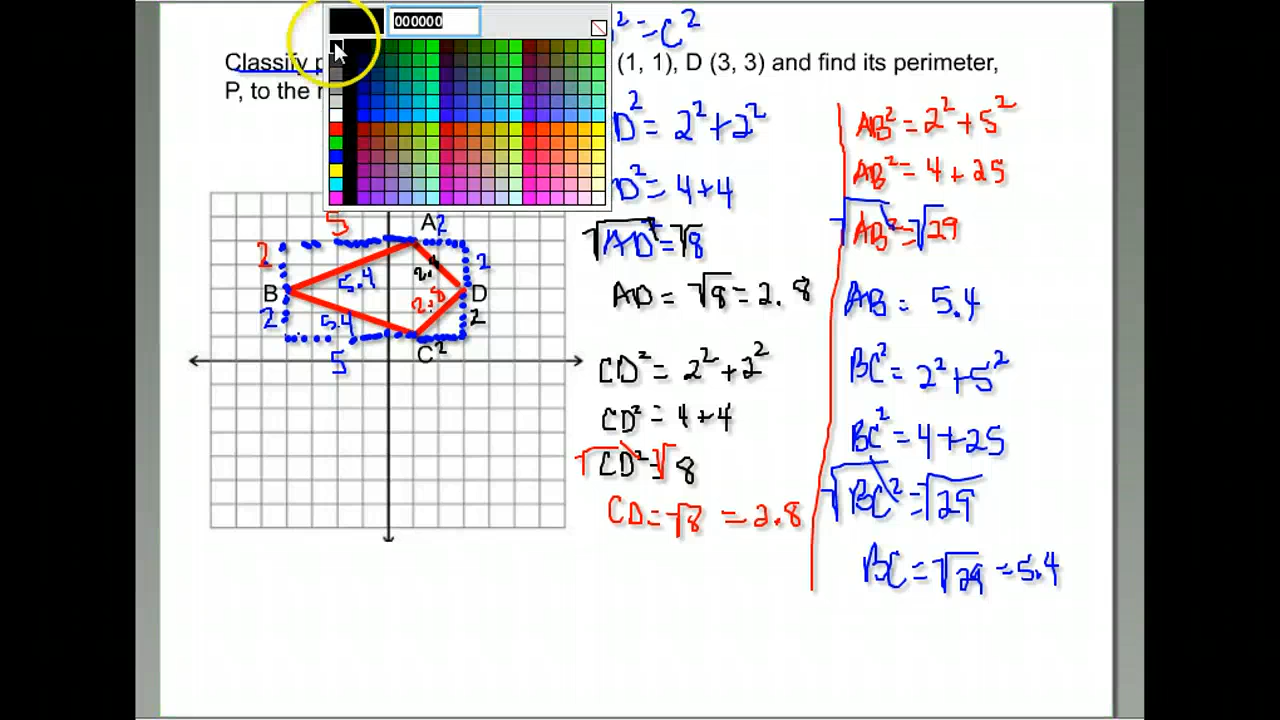 000000
² = C²
Classify p (1, 1), D (3, 3) and find its perimeter,
P, to the
D² = 2² + 2²
D² = 4 + 4
√AD² = √8
AD = √8 = 2.8
CD² = 2² + 2²
CD² = 4 + 4
√CD² = √8
CD = √8 = 2.8
AB² = 2² + 5²
AB² = 4 + 25
√AB² = √29
AB = 5.4
BC² = 2² + 5²
BC² = 4 + 25
√BC² = √29
BC = √29 = 5.4
5 A 2
2 2
5.4
B 2.8 D
2 5.4 2
5 C 2